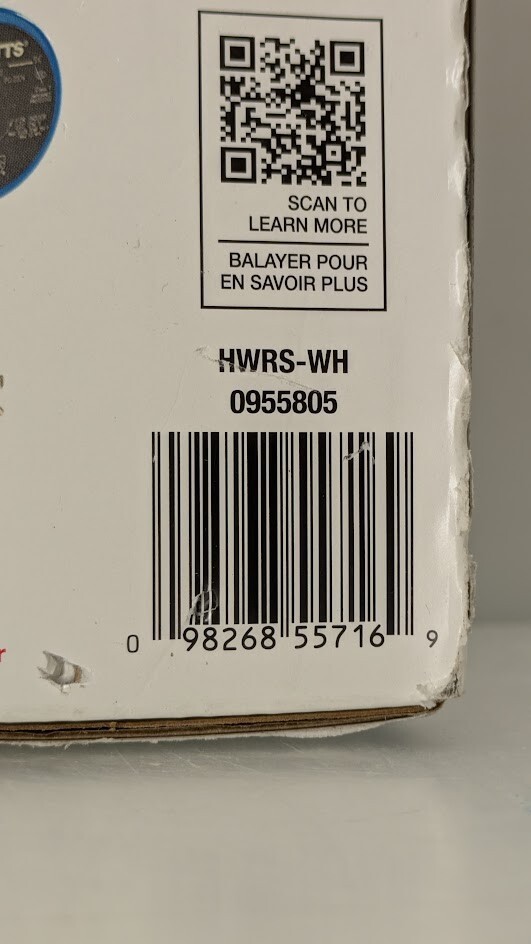 SCAN TO
LEARN MORE
BALAYER POUR
EN SAVOIR PLUS
HWRS-WH
0955805
0 98268 55716 9